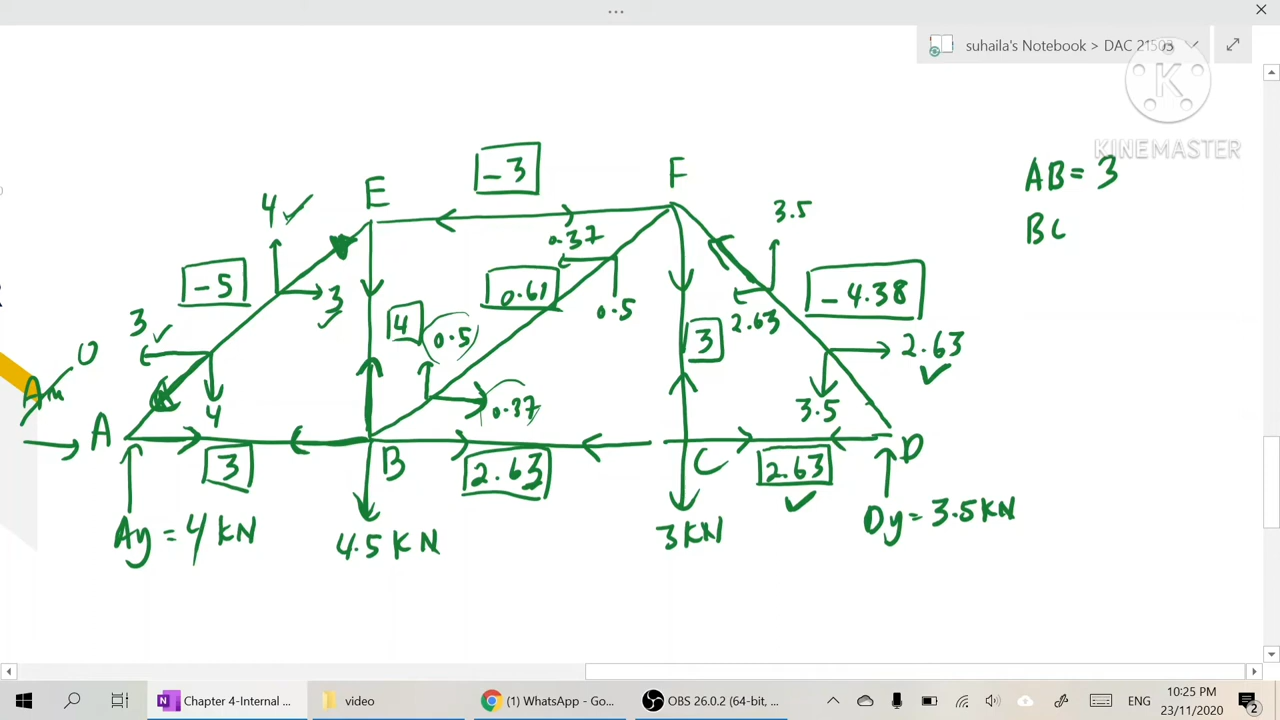 suhaila's Notebook > DAC 21503
K
KINEMASTER
E
-3
F
AB = 3
BC
4 ✓
3.5
0.37
-5
3 ✓
0.61
0.5
2.63
-4.38
3 ✓
4
0.5
3
2.63 ✓
0
4
0.37
3.5
A
3
B
2.63
C
2.63 ✓
D
Ay = 4 KN
4.5 KN
3 KN
Dy = 3.5 KN
Chapter 4-Internal ...
video
(1) WhatsApp - Go...
OBS 26.0.2 (64-bit, ...
ENG
10:25 PM
23/11/2020
2